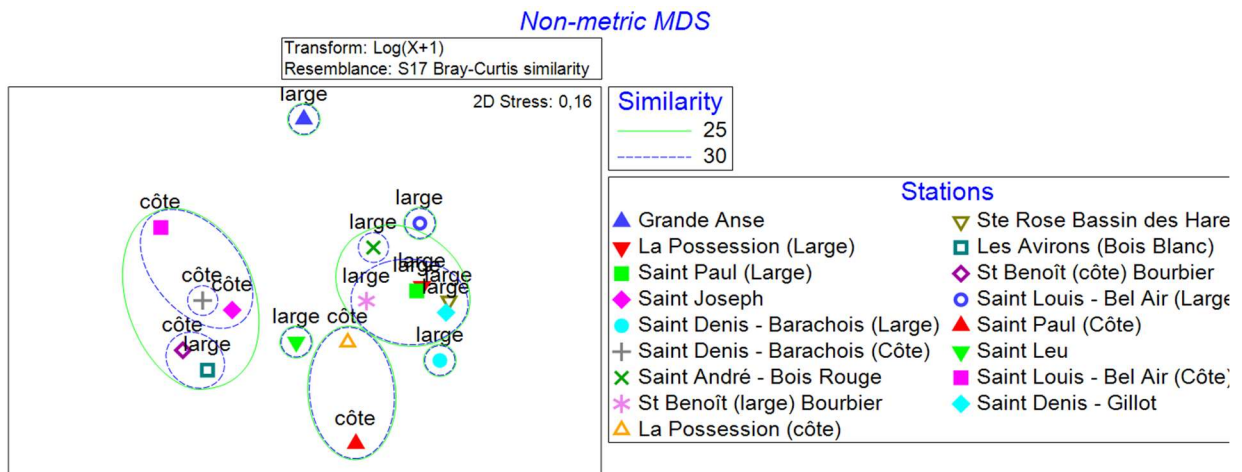 Non-metric MDS
Transform: Log(X+1)
Resemblance: S17 Bray-Curtis similarity
2D Stress: 0,16
large
côte
large
large
large
large
large
large
côte
côte
large
large
côte
large
côte
large
large
côte
Similarity
25
30
Stations
Grande Anse
La Possession (Large)
Saint Paul (Large)
Saint Joseph
Saint Denis - Barachois (Large)
Saint Denis - Barachois (Côte)
Saint André - Bois Rouge
St Benoît (large) Bourbier
La Possession (côte)
Ste Rose Bassin des Hare
Les Avirons (Bois Blanc)
St Benoît (côte) Bourbier
Saint Louis - Bel Air (Large
Saint Paul (Côte)
Saint Leu
Saint Louis - Bel Air (Côte)
Saint Denis - Gillot